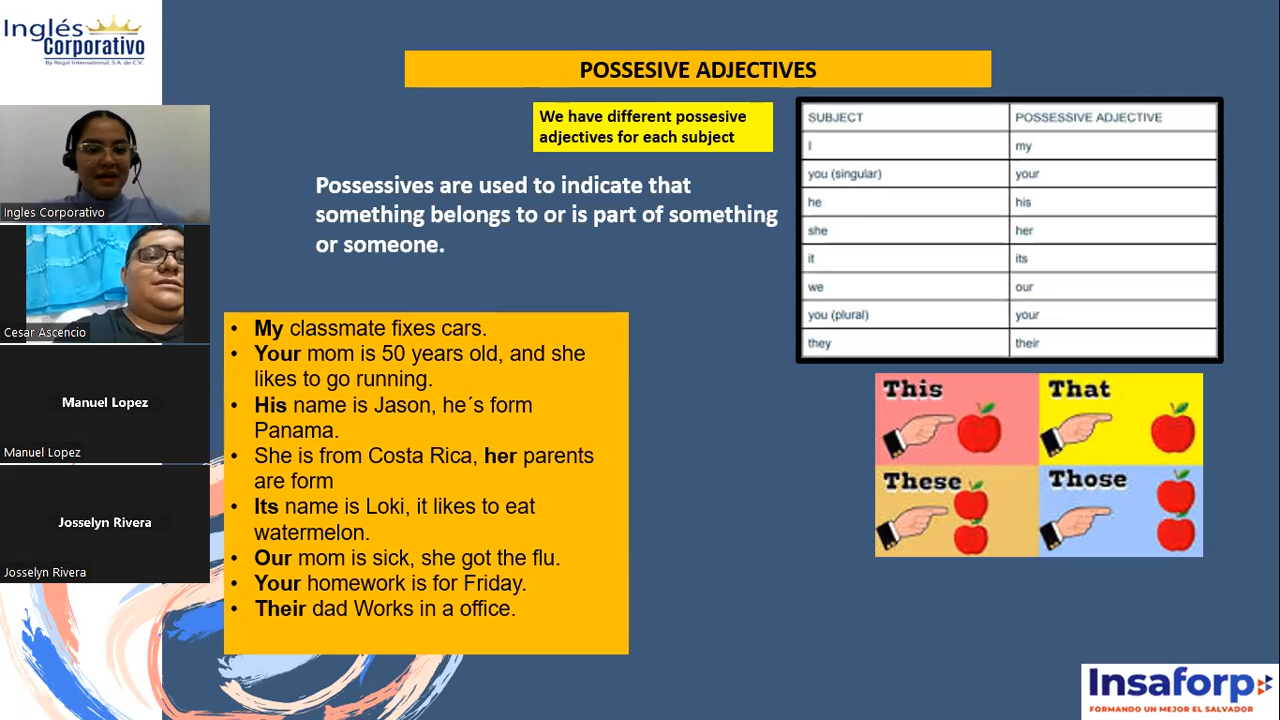 Inglés
Corporativo
By Regal International, S.A. de C.V.
POSSESIVE ADJECTIVES
We have different possesive
adjectives for each subject
Possessives are used to indicate that
something belongs to or is part of something
or someone.
SUBJECT POSSESSIVE ADJECTIVE
I my
you (singular) your
he his
she her
it its
we our
you (plural) your
they their
Ingles Corporativo
Cesar Ascencio
Manuel Lopez
Manuel Lopez
Josselyn Rivera
Josselyn Rivera
• My classmate fixes cars.
• Your mom is 50 years old, and she
likes to go running.
• His name is Jason, he´s form
Panama.
• She is from Costa Rica, her parents
are form
• Its name is Loki, it likes to eat
watermelon.
• Our mom is sick, she got the flu.
• Your homework is for Friday.
• Their dad Works in a office.
This That
These Those
Insaforp
FORMANDO UN MEJOR EL SALVADOR